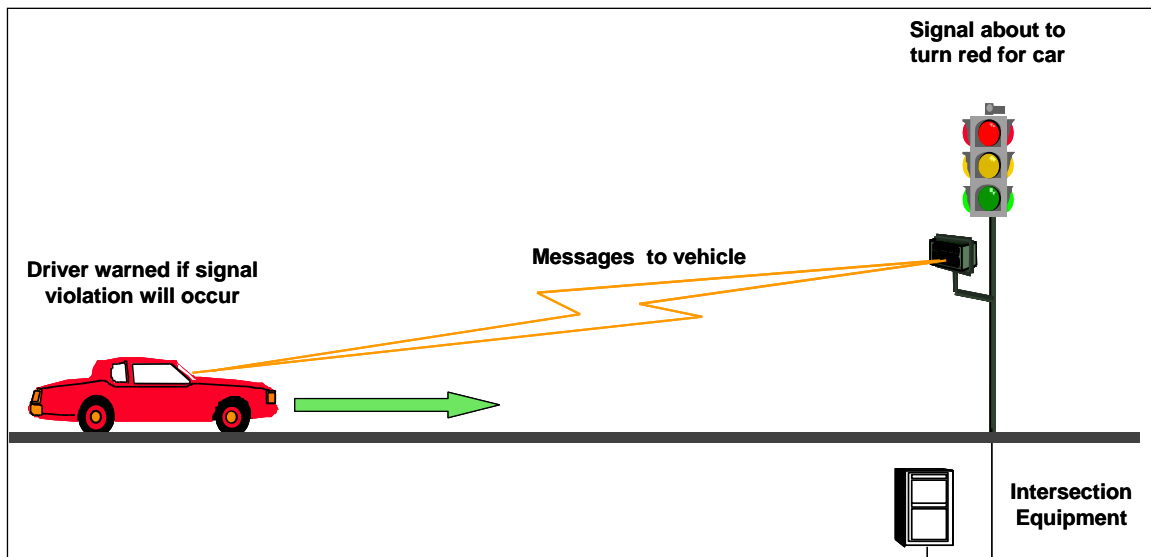 Signal about to
turn red for car
Messages to vehicle
Driver warned if signal
violation will occur
Intersection
Equipment